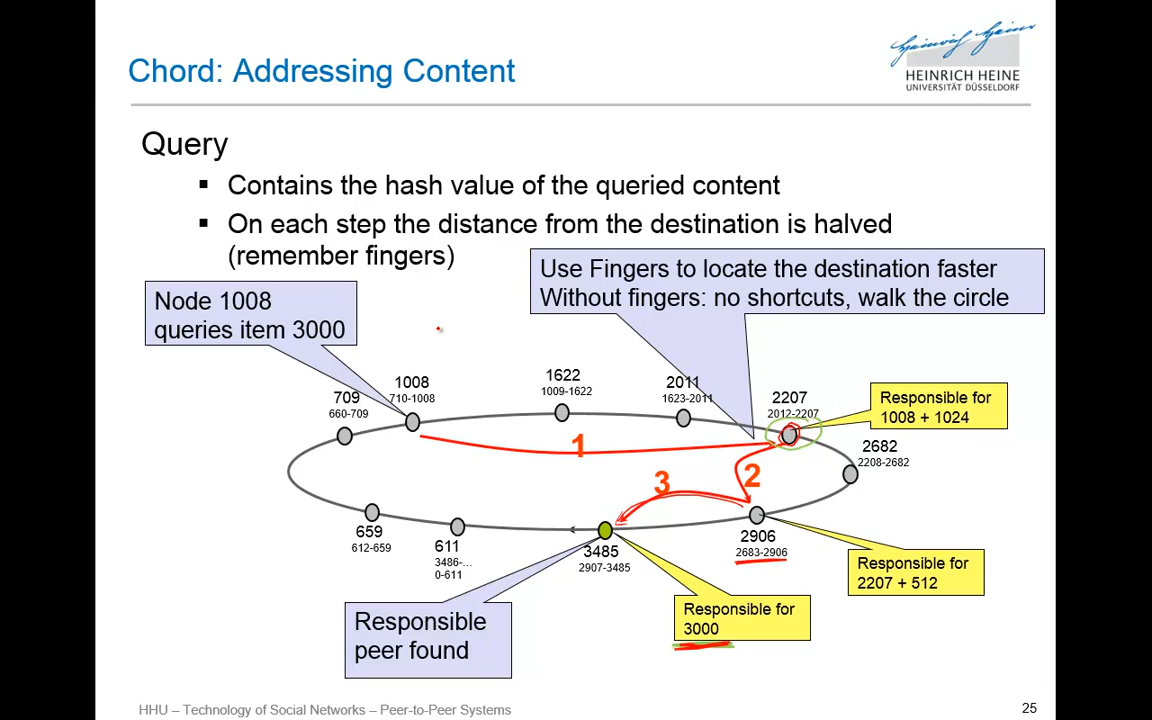 Chord: Addressing Content
Heinrich Heine
HEINRICH HEINE
UNIVERSITÄT DÜSSELDORF
Query
▪ Contains the hash value of the queried content
▪ On each step the distance from the destination is halved
(remember fingers)
Use Fingers to locate the destination faster
Without fingers: no shortcuts, walk the circle
Node 1008
queries item 3000
709
660-709
1008
710-1008
1622
1009-1622
2011
1623-2011
2207
2012-2207
Responsible for
1008 + 1024
2682
2208-2682
1
2
3
659
612-659
611
3486-...
0-611
3485
2907-3485
2906
2683-2906
Responsible for
2207 + 512
Responsible for
3000
Responsible
peer found
HHU – Technology of Social Networks – Peer-to-Peer Systems
25